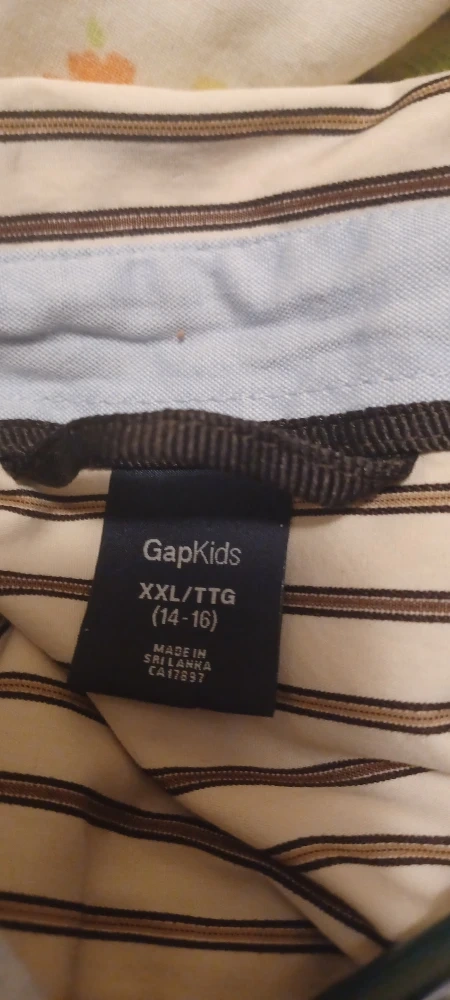 GapKids
XXL/TTG
(14-16)
MADE IN
SRI LANKA
CA17897